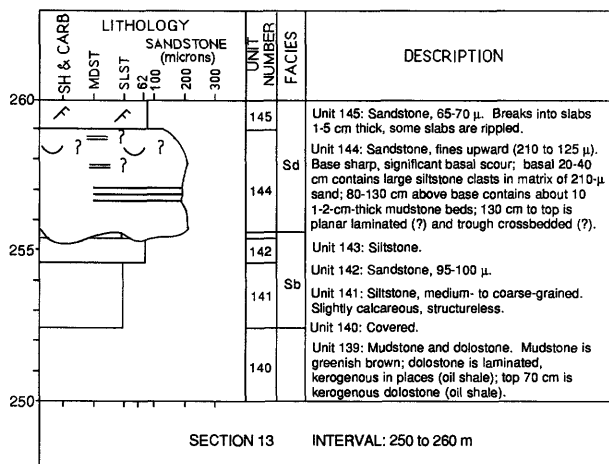 LITHOLOGY
SANDSTONE
(microns)
SH & CARB
MDST
SLST
62
100
200
300
UNIT
NUMBER
FACIES
DESCRIPTION
260
145
Unit 145: Sandstone, 65-70 μ. Breaks into slabs
1-5 cm thick, some slabs are rippled.
?
?
?
?
144
Sd
Unit 144: Sandstone, fines upward (210 to 125 μ).
Base sharp, significant basal scour; basal 20-40
cm contains large siltstone clasts in matrix of 210-μ
sand; 80-130 cm above base contains about 10
1-2-cm-thick mudstone beds; 130 cm to top is
planar laminated (?) and trough crossbedded (?).
255
142
Unit 143: Siltstone.
Unit 142: Sandstone, 95-100 μ.
141
Sb
Unit 141: Siltstone, medium- to coarse-grained.
Slightly calcareous, structureless.
Unit 140: Covered.
140
Unit 139: Mudstone and dolostone. Mudstone is
greenish brown; dolostone is laminated,
kerogenous in places (oil shale); top 70 cm is
kerogenous dolostone (oil shale).
250
SECTION 13 INTERVAL: 250 to 260 m